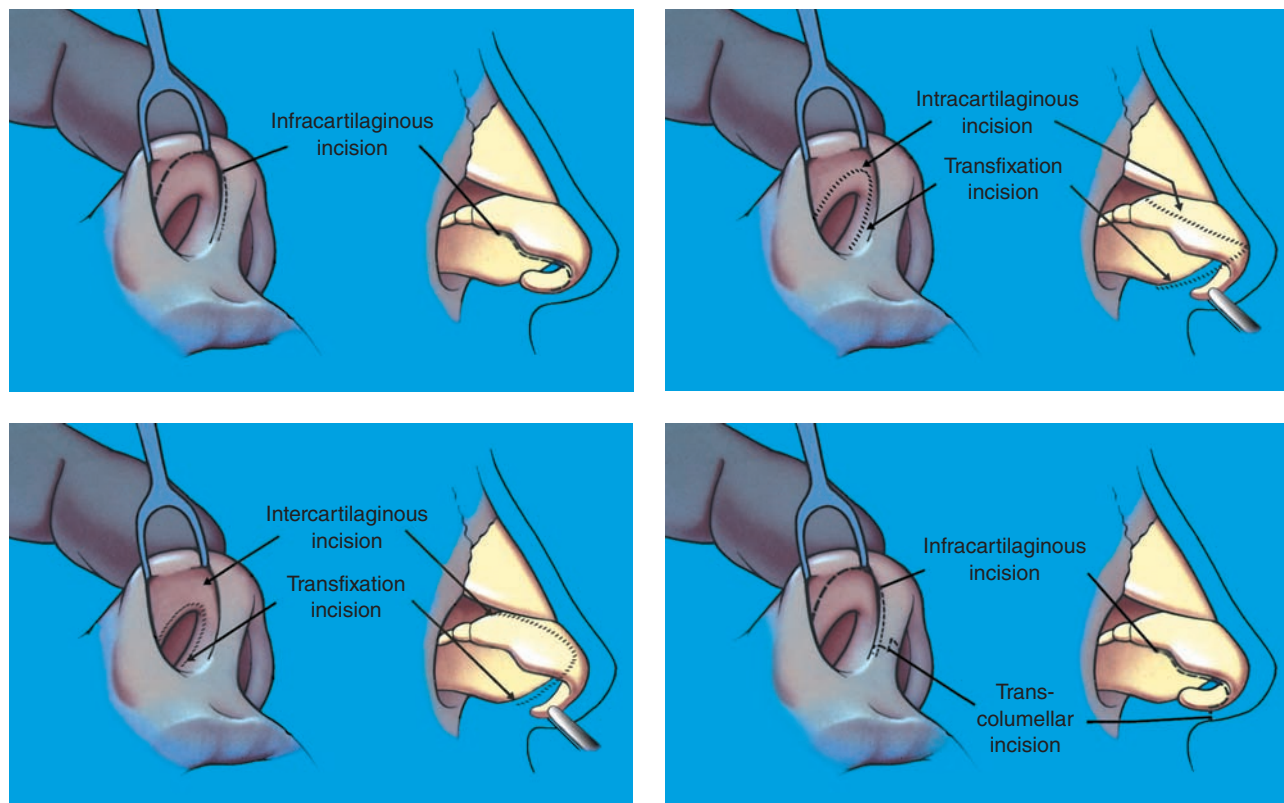 Infracartilaginous
incision
Intracartilaginous
incision
Transfixation
incision
Intercartilaginous
incision
Transfixation
incision
Infracartilaginous
incision
Trans-
columellar
incision